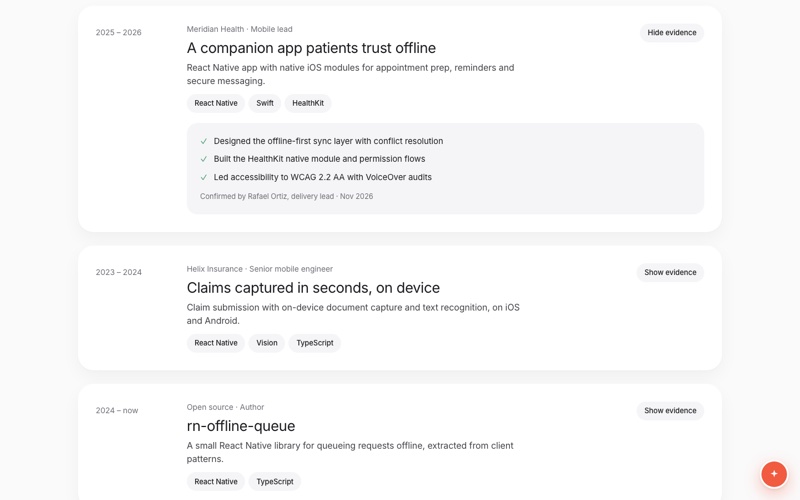 2025 – 2026
Meridian Health · Mobile lead
Hide evidence
A companion app patients trust offline
React Native app with native iOS modules for appointment prep, reminders and
secure messaging.
React Native
Swift
HealthKit
✓ Designed the offline-first sync layer with conflict resolution
✓ Built the HealthKit native module and permission flows
✓ Led accessibility to WCAG 2.2 AA with VoiceOver audits
Confirmed by Rafael Ortiz, delivery lead · Nov 2026
2023 – 2024
Helix Insurance · Senior mobile engineer
Show evidence
Claims captured in seconds, on device
Claim submission with on-device document capture and text recognition, on iOS
and Android.
React Native
Vision
TypeScript
2024 – now
Open source · Author
Show evidence
rn-offline-queue
A small React Native library for queueing requests offline, extracted from client
patterns.
React Native
TypeScript